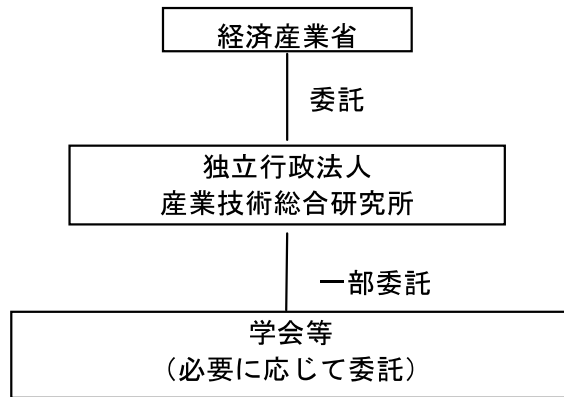 経済産業省
委託
独立行政法人
産業技術総合研究所
一部委託
学会等
（必要に応じて委託）